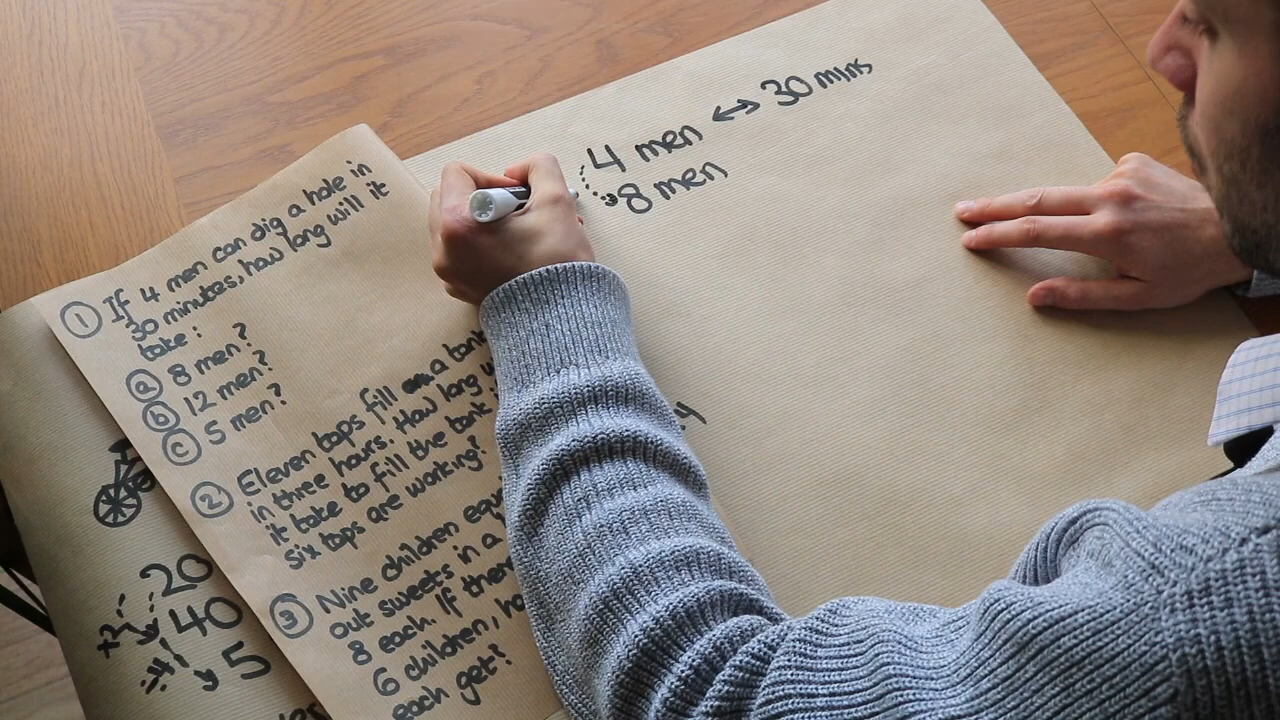 4 men ↔ 30 mins
8 men
① If 4 men can dig a hole in
30 minutes, how long will it
take:
ⓐ 8 men?
ⓑ 12 men?
ⓒ 5 men?
② Eleven taps fill a tank
in three hours. How long
it take to fill the tank
six taps are working?
③ Nine children
out sweets in a
8 each. If
6 children,
each get?
20
×2 40
5